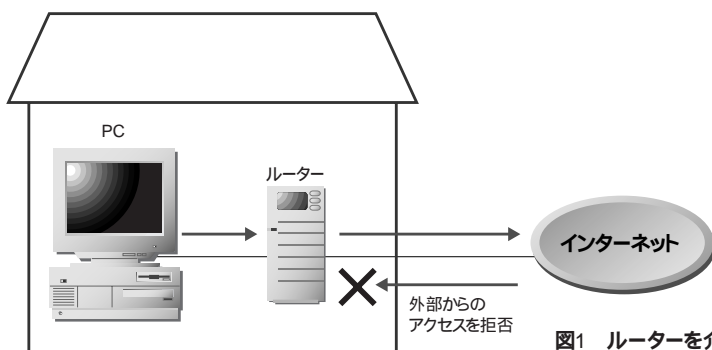 PC
ルーター
インターネット
外部からの
アクセスを拒否
図1 ルーターを介